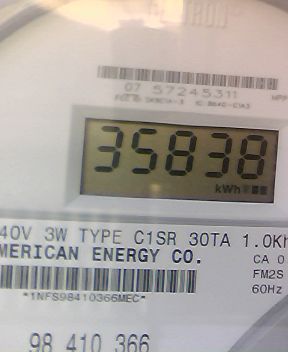 07 57245311
35838
kWh
40V 3W TYPE C1SR 30TA 1.0Kh
MERICAN ENERGY CO.
CA 0
FM2S
60Hz
*1NFS98410366MEC*
98 410 366